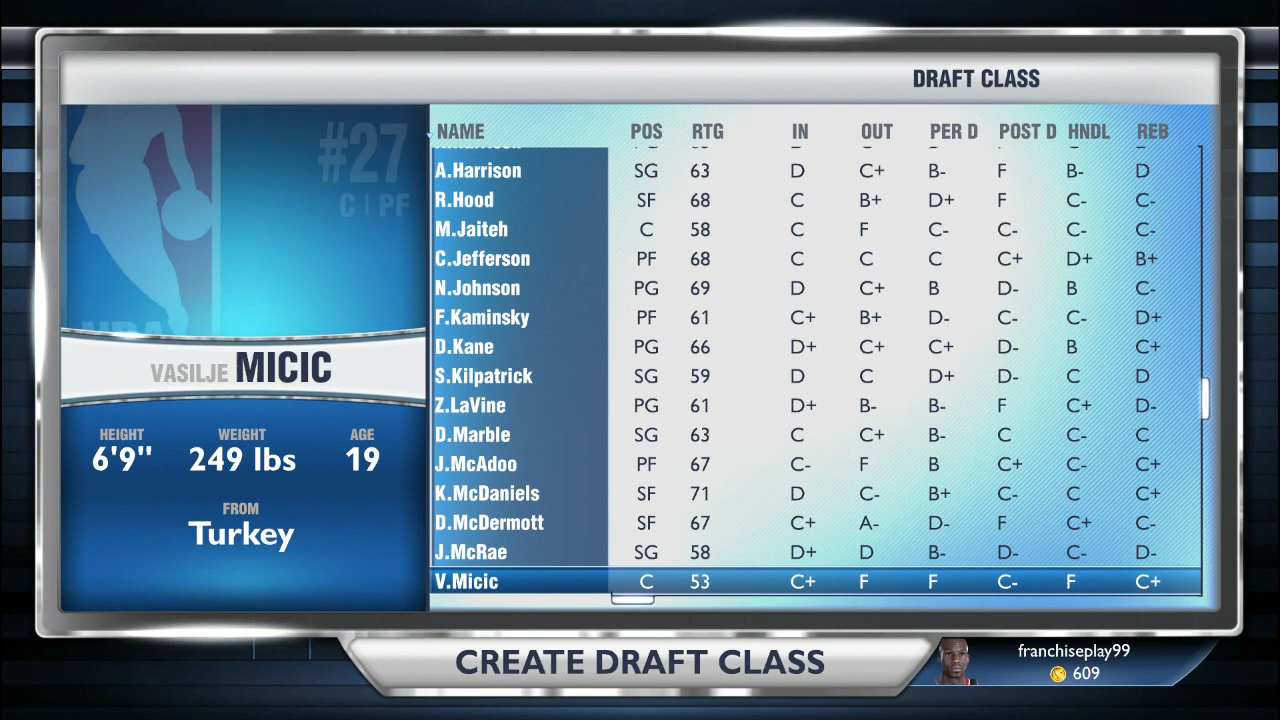 DRAFT CLASS
#27
C | PF
NBA
VASILJE MICIC
HEIGHT WEIGHT AGE
6'9" 249 lbs 19
FROM
Turkey
NAME POS RTG IN OUT PER D POST D HNDL REB
A.Harrison SG 63 D C+ B- F B- D
R.Hood SF 68 C B+ D+ F C- C-
M.Jaiteh C 58 C F C- C- C- C-
C.Jefferson PF 68 C C C C+ D+ B+
N.Johnson PG 69 D C+ B D- B C-
F.Kaminsky PF 61 C+ B+ D- C- C- D+
D.Kane PG 66 D+ C+ C+ D- B C+
S.Kilpatrick SG 59 D C D+ D- C D
Z.LaVine PG 61 D+ B- B- F C+ D-
D.Marble SG 63 C C+ B- C C- C
J.McAdoo PF 67 C- F B C+ C- C+
K.McDaniels SF 71 D C- B+ C- C C+
D.McDermott SF 67 C+ A- D- F C+ C-
J.McRae SG 58 D+ D B- D- C- D-
V.Micic C 53 C+ F F C- F C+
CREATE DRAFT CLASS
franchiseplay99
609